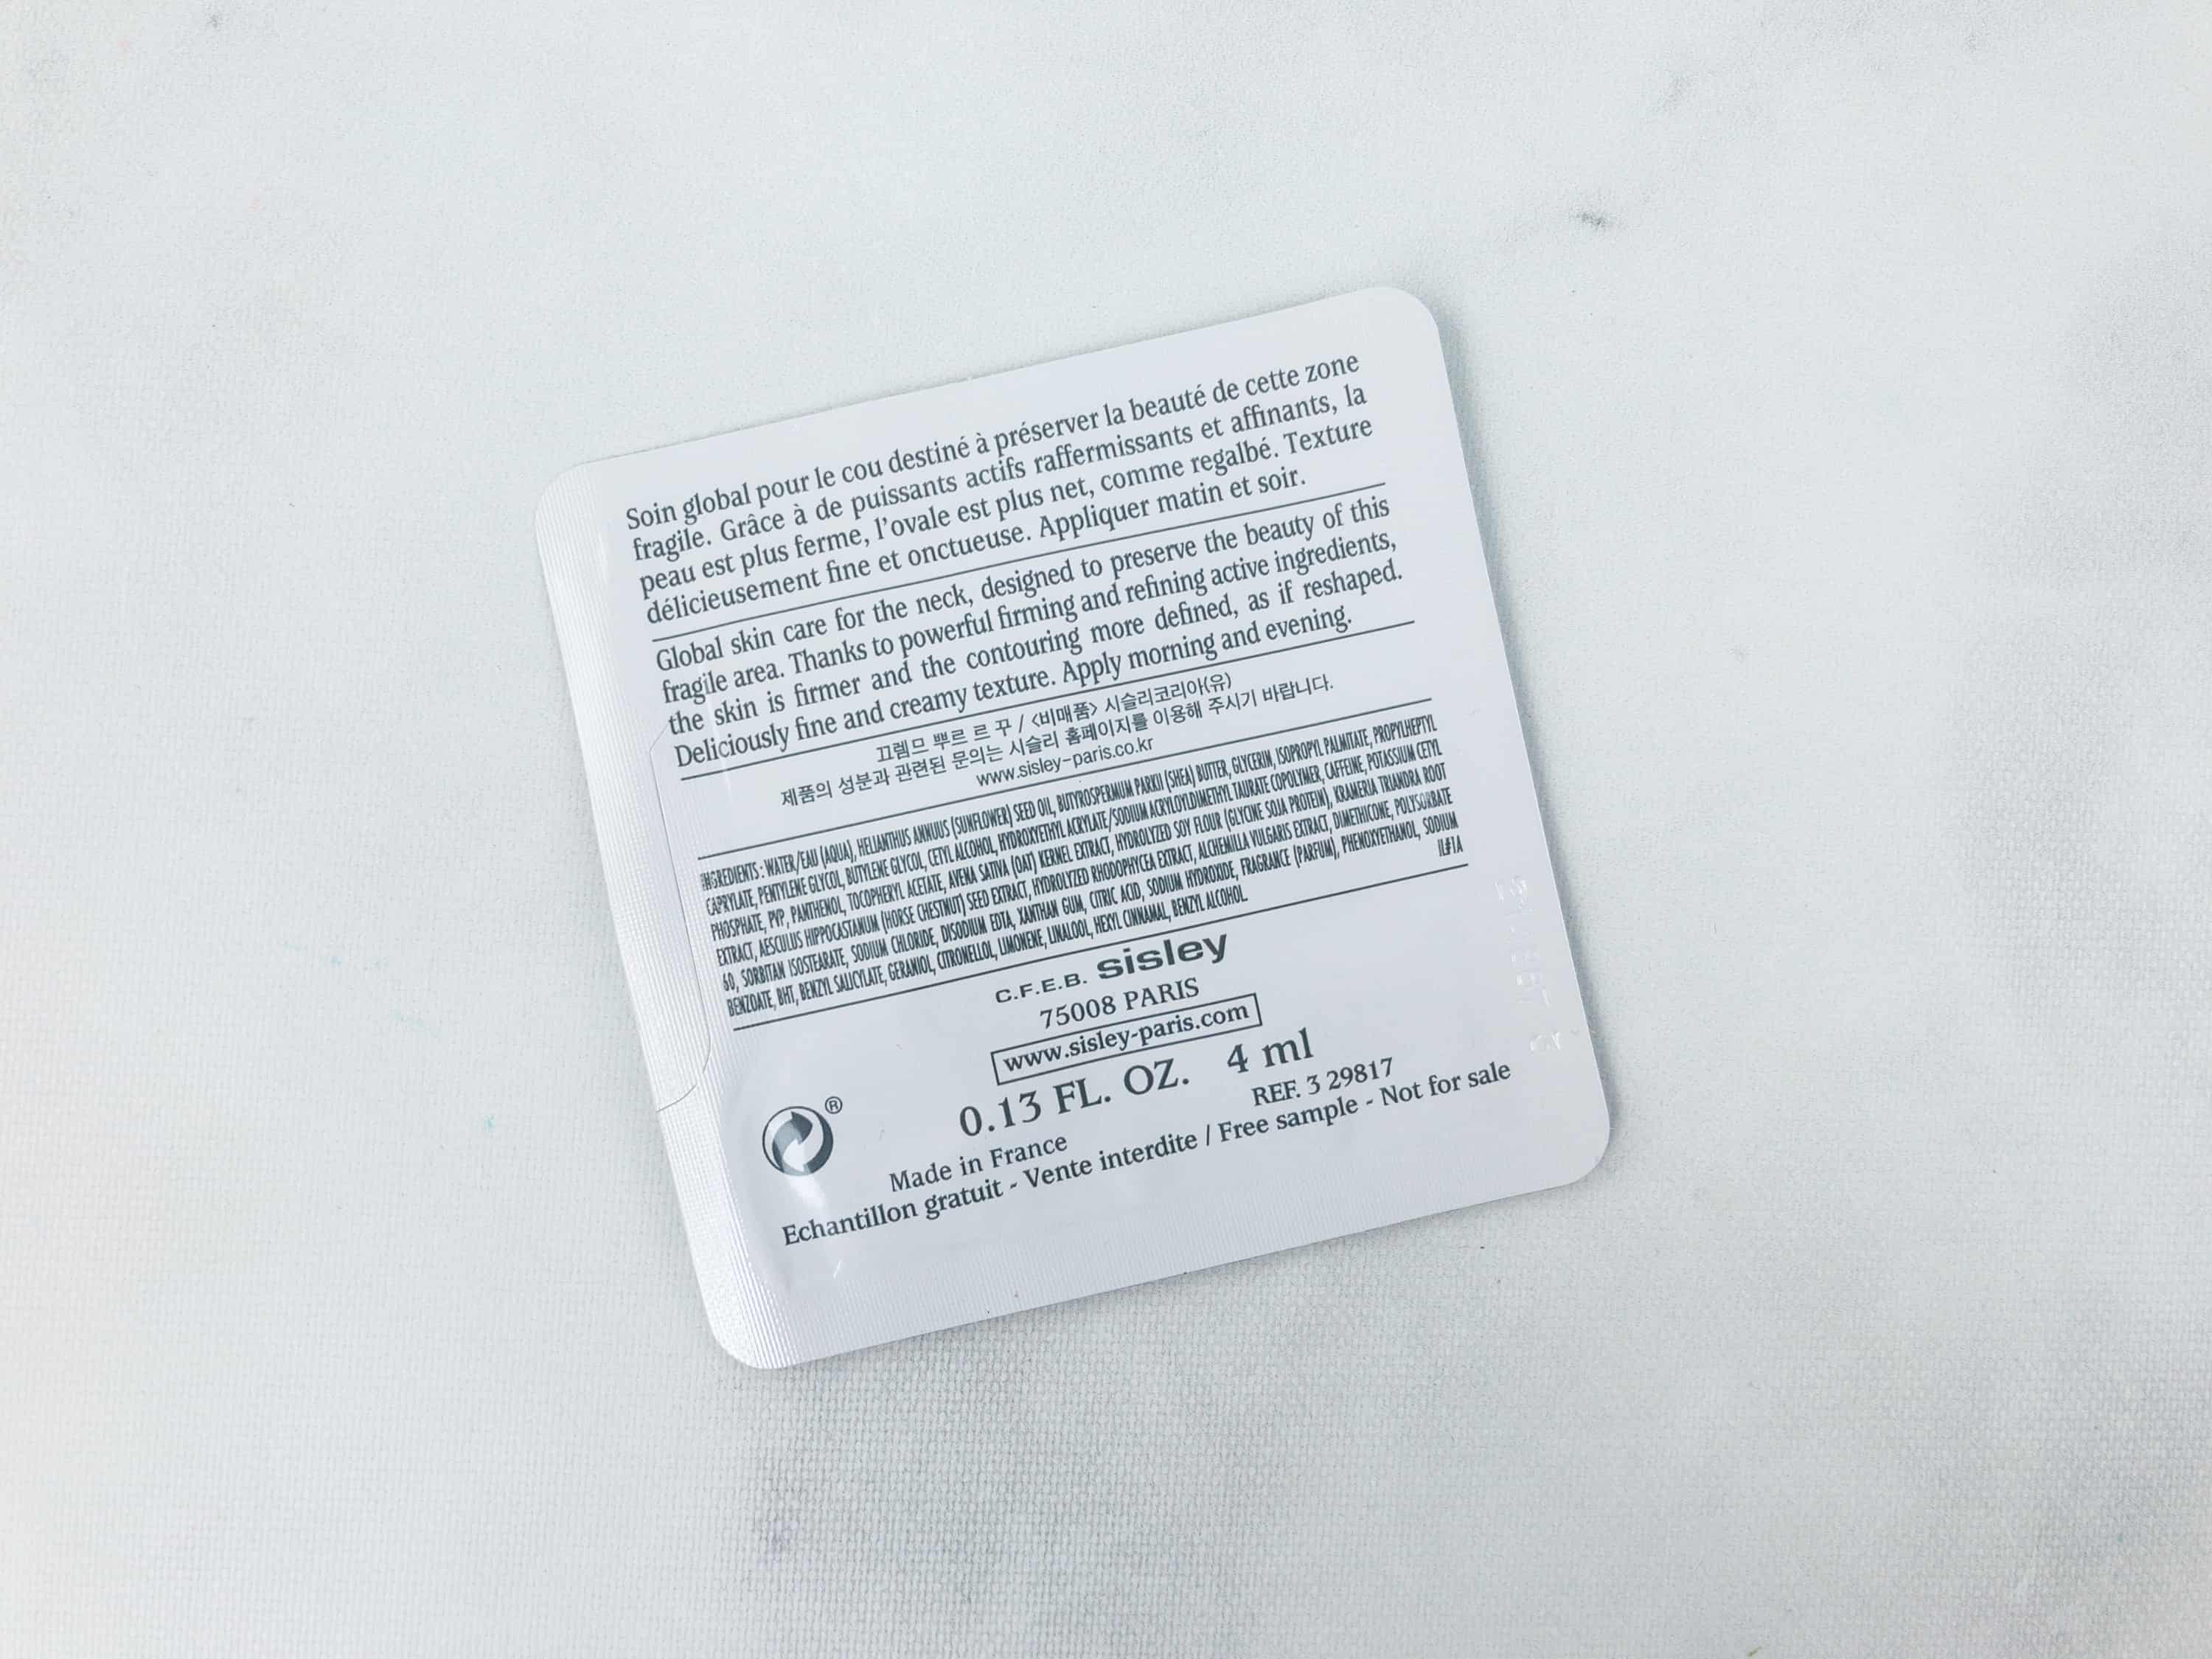 Soin global pour le cou destiné à préserver la beauté de cette zone
fragile. Grâce à de puissants actifs raffermissants et affinants, la
peau est plus ferme, l'ovale est plus net, comme regalbé. Texture
délicieusement fine et onctueuse. Appliquer matin et soir.
Global skin care for the neck, designed to preserve the beauty of this
fragile area. Thanks to powerful firming and refining active ingredients,
the skin is firmer and the contouring more defined, as if reshaped.
Deliciously fine and creamy texture. Apply morning and evening.
끄렘므 뿌르 르 꾸 / <비매품> 시슬리코리아(유)
제품의 성분과 관련된 문의는 시슬리 홈페이지를 이용해 주시기 바랍니다.
www.sisley-paris.co.kr
INGREDIENTS : WATER/EAU (AQUA), HELIANTHUS ANNUUS (SUNFLOWER) SEED OIL, BUTYROSPERMUM PARKII (SHEA) BUTTER, GLYCERIN, ISOPROPYL PALMITATE, PROPYLHEPTYL
CAPRYLATE, PENTYLENE GLYCOL, BUTYLENE GLYCOL, CETYL ALCOHOL, HYDROXYETHYL ACRYLATE/SODIUM ACRYLOYLDIMETHYL TAURATE COPOLYMER, CAFFEINE, POTASSIUM CETYL
PHOSPHATE, PVP, PANTHENOL, TOCOPHERYL ACETATE, AVENA SATIVA (OAT) KERNEL EXTRACT, HYDROLYZED SOY FLOUR (GLYCINE SOJA PROTEIN), KRAMERIA TRIANDRA ROOT
EXTRACT, AESCULUS HIPPOCASTANUM (HORSE CHESTNUT) SEED EXTRACT, HYDROLYZED RHODOPHYCEA EXTRACT, ALCHEMILLA VULGARIS EXTRACT, DIMETHICONE, POLYSORBATE
60, SORBITAN ISOSTEARATE, SODIUM CHLORIDE, DISODIUM EDTA, XANTHAN GUM, CITRIC ACID, SODIUM HYDROXIDE, FRAGRANCE (PARFUM), PHENOXYETHANOL, SODIUM
BENZOATE, BHT, BENZYL SALICYLATE, GERANIOL, CITRONELLOL, LIMONENE, LINALOOL, HEXYL CINNAMAL, BENZYL ALCOHOL. IL#1A
C.F.E.B. sisley
75008 PARIS
www.sisley-paris.com
0.13 FL. OZ. 4 ml
®
Made in France REF. 3 29817
Echantillon gratuit - Vente interdite / Free sample - Not for sale